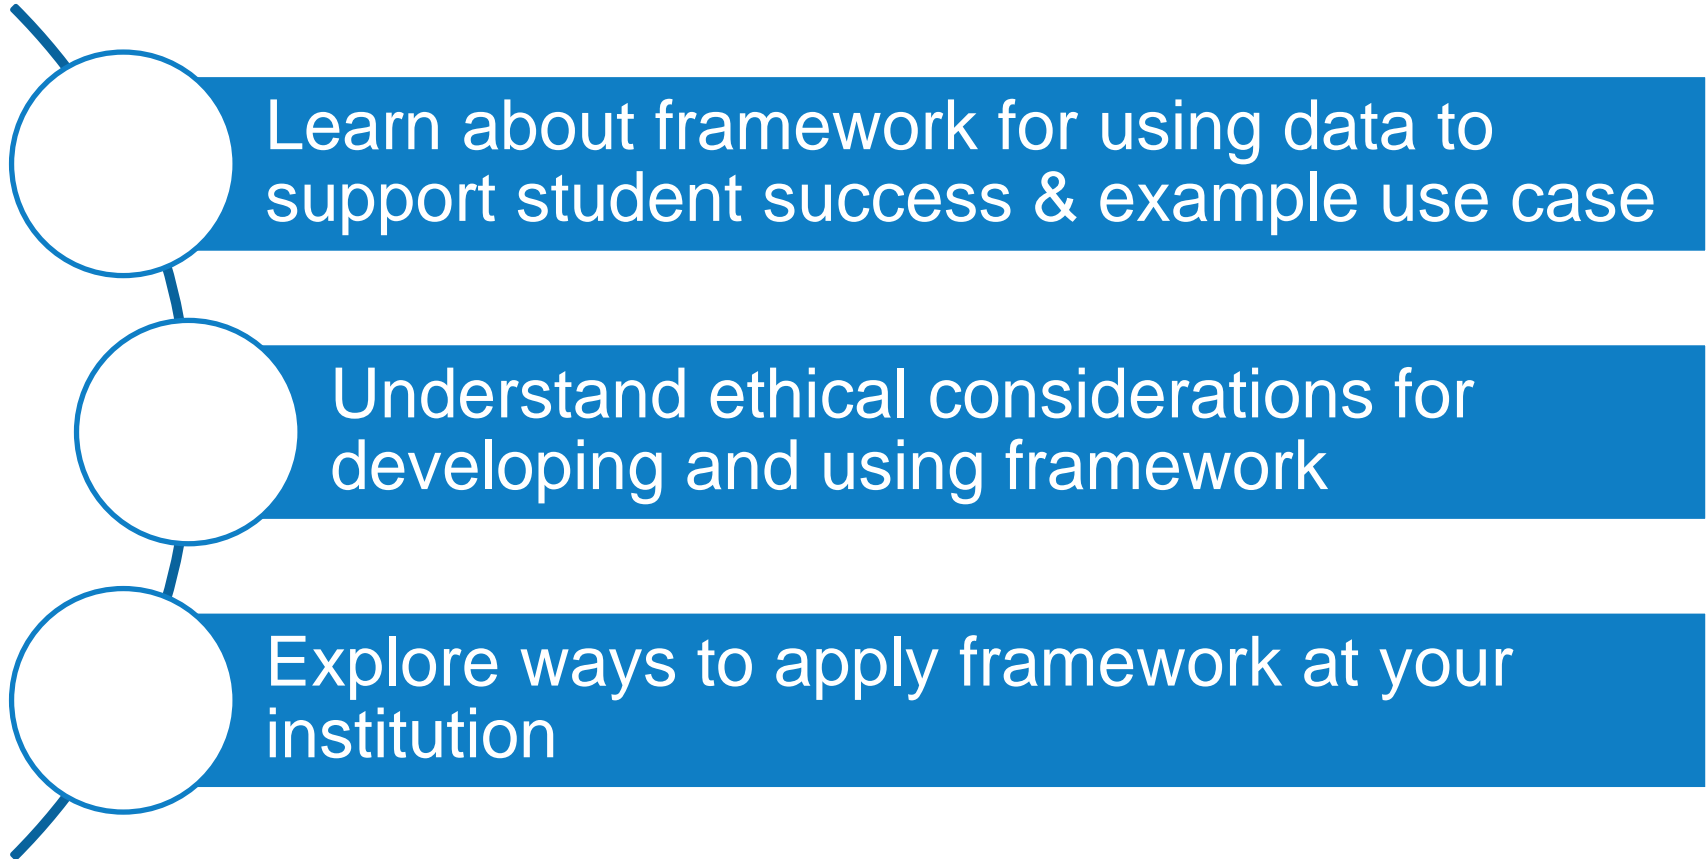 Learn about framework for using data to
support student success & example use case
Understand ethical considerations for
developing and using framework
Explore ways to apply framework at your
institution